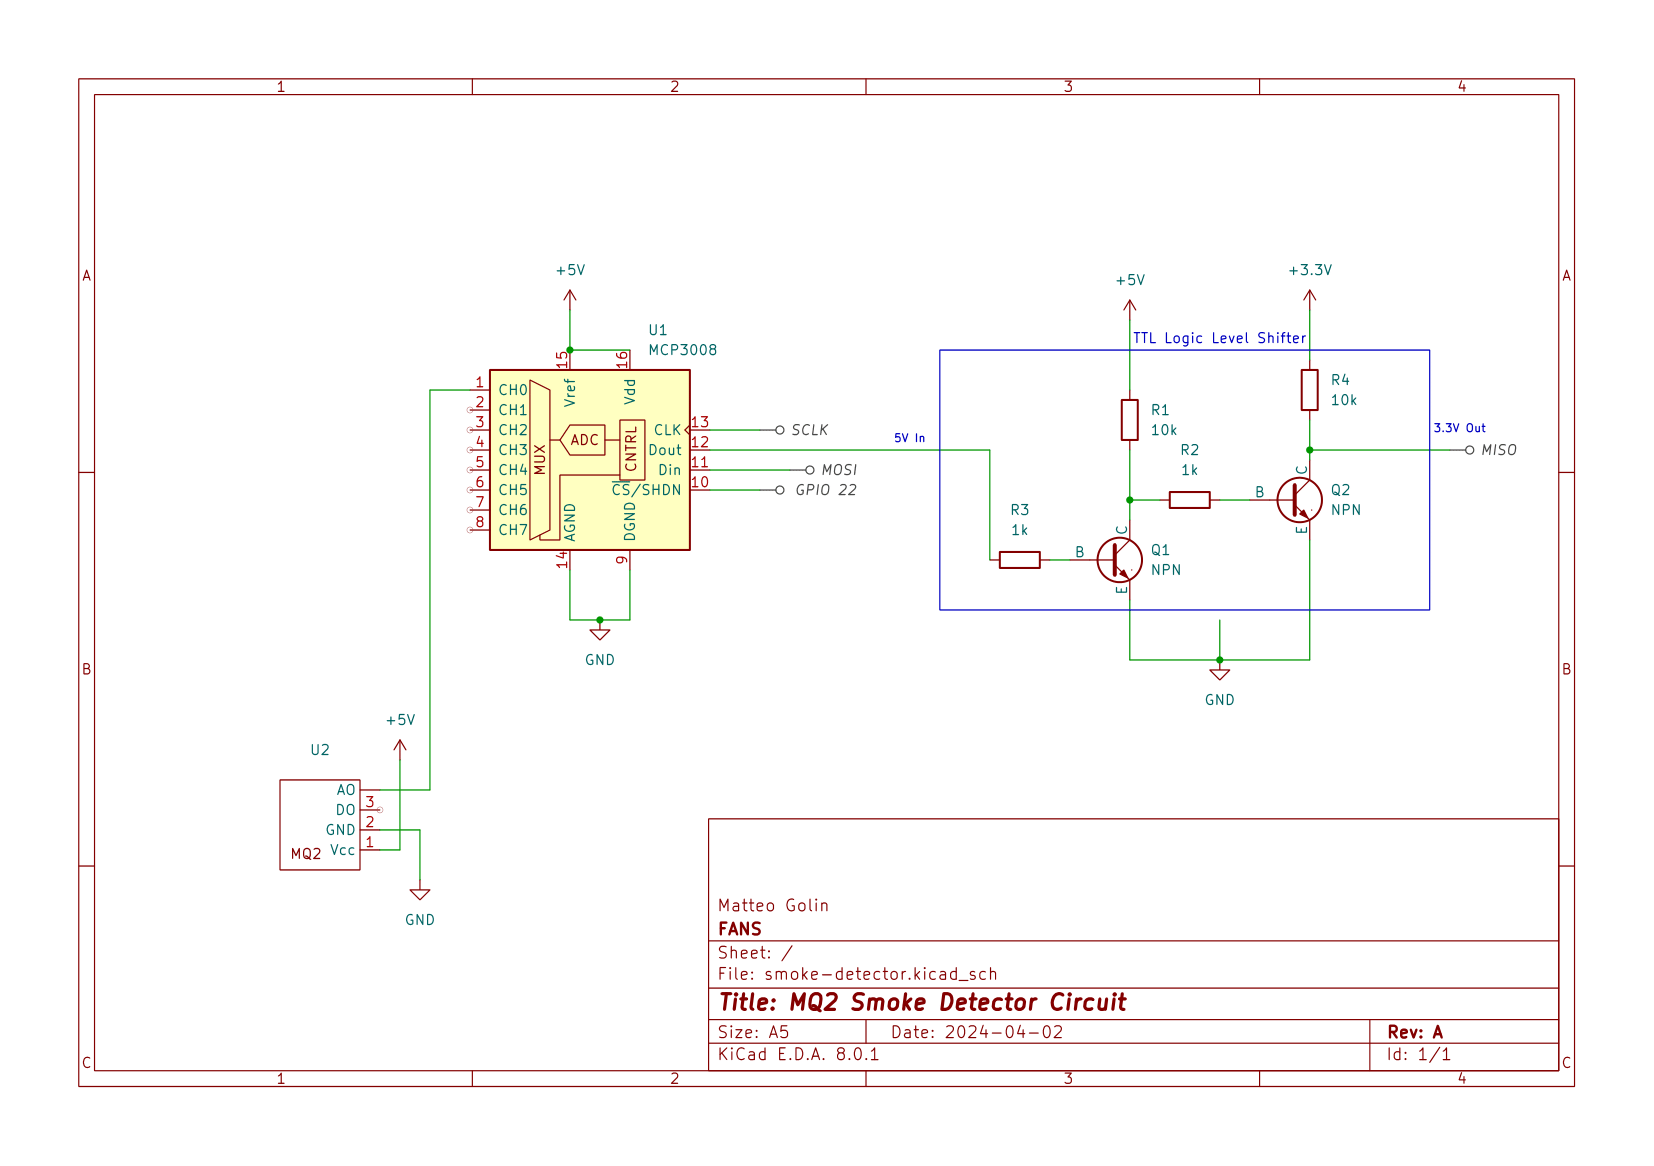 1 2 3 4
A A
+5V
+5V
+3.3V
U1
MCP3008
TTL Logic Level Shifter
15 16
Vref Vdd
1 CH0
2 CH1
3 CH2
4 CH3
5 CH4
6 CH5
7 CH6
8 CH7
MUX
ADC
CNTRL
CLK 13 SCLK
Dout 12
Din 11 MOSI
CS/SHDN 10 GPIO 22
AGND DGND
14 9
GND
5V In
R1
10k
R2
1k
R3
1k
R4
10k
3.3V Out
MISO
B C E
Q1
NPN
B C E
Q2
NPN
GND
B B
+5V
U2
AO
DO 3
GND 2
Vcc 1
MQ2
GND
Matteo Golin
FANS
Sheet: /
File: smoke-detector.kicad_sch
Title: MQ2 Smoke Detector Circuit
Size: A5 Date: 2024-04-02 Rev: A
KiCad E.D.A. 8.0.1 Id: 1/1
C C
1 2 3 4